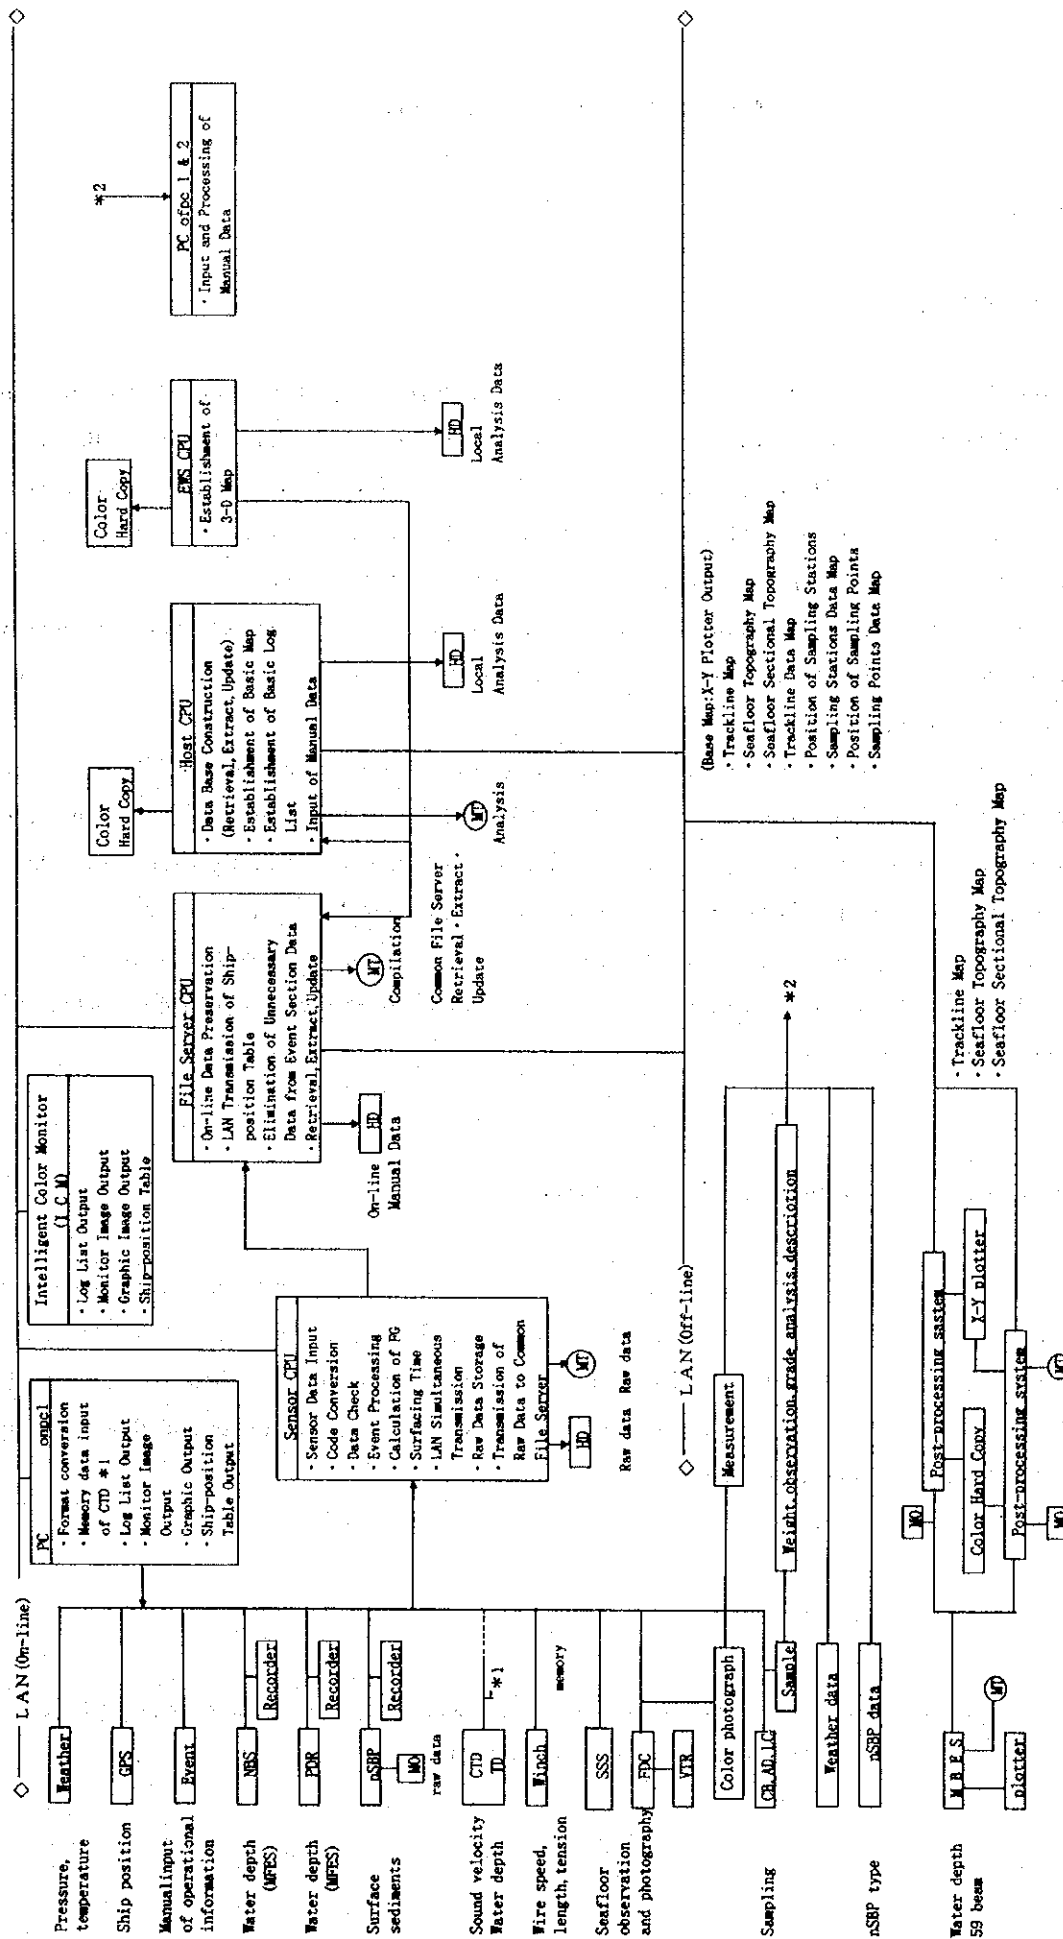 ◇ LAN (On-line) ◇
Pressure,
temperature
Weather
Ship position
GPS
Manualinput
of operational
information
Event
Water depth
(MFES)
NBS
Recorder
Water depth
(MFES)
PDR
Recorder
Surface
sediments
nSBP
Recorder
MO
raw data
Sound velocity
Water depth
CTD
TD
*1
Wire speed,
length, tension
Winch
memory
Seafloor
observation
and photography
SSS
FDC
VTR
Color photograph
Measurement
Sampling
CB, AD, LC
Sample
Weight, observation, grade analysis, description
*2
Weather data
nSBP type
nSBP data
Water depth
59 beam
M B E S
MT
plotter
PC onpc1
· Format conversion
· Memory data input
of CTD *1
· Log List Output
· Monitor Image
Output
· Graphic Output
· Ship-position
Table Output
Intelligent Color Monitor
(I C M)
· Log List Output
· Monitor Image Output
· Graphic Image Output
· Ship-position Table
Sensor CPU
· Sensor Data Input
· Code Conversion
· Data Check
· Event Processing
· Calculation of FG
· Surfacing Time
· LAN Simultaneous
Transmission
· Raw Data Storage
· Transmission of
Raw Data to Common
File Server
HD
MT
Raw data Raw data
File Server CPU
· On-line Data Preservation
· LAN Transmission of Ship-
position Table
· Elimination of Unnecessary
Data from Event Section Data
· Retrieval, Extract, Update
HD
On-line
Manual Data
MT
Compilation
Common File Server
Retrieval · Extract ·
Update
Color
Hard Copy
Host CPU
· Data Base Construction
(Retrieval, Extract, Update)
· Establishment of Basic Map
· Establishment of Basic Log
List
· Input of Manual Data
MT
Analysis
HD
Local
Analysis Data
Color
Hard Copy
EWS CPU
· Establishment of
3-D Map
HD
Local
Analysis Data
*2
PC ofpc 1 & 2
· Input and Processing of
Manual Data
◇ LAN (Off-line) ◇
(Base Map:X-Y Plotter Output)
· Trackline Map
· Seafloor Topography Map
· Seafloor Sectional Topography Map
· Trackline Data Map
· Position of Sampling Stations
· Sampling Stations Data Map
· Position of Sampling Points
· Sampling Points Data Map
MO
Post-processing sastem
Color Hard Copy
X-Y plotter
Post-processing system
MO
MT
· Trackline Map
· Seafloor Topography Map
· Seafloor Sectional Topography Map